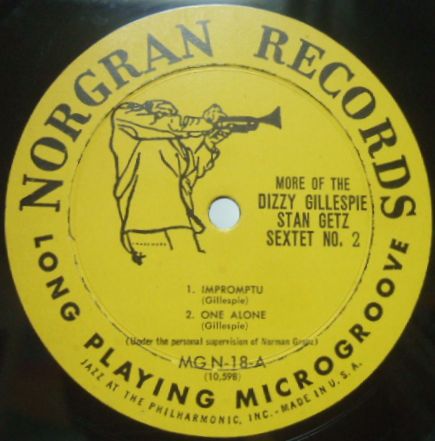 NORGRAN RECORDS
MORE OF THE
DIZZY GILLESPIE
STAN GETZ
SEXTET NO. 2
TRADEMARK
1. IMPROMPTU
(Gillespie)
2. ONE ALONE
(Gillespie)
(Under the personal supervision of Norman Granz)
MG N-18-A
(10,598)
LONG PLAYING MICROGROOVE
JAZZ AT THE PHILHARMONIC, INC.-MADE IN U.S.A.